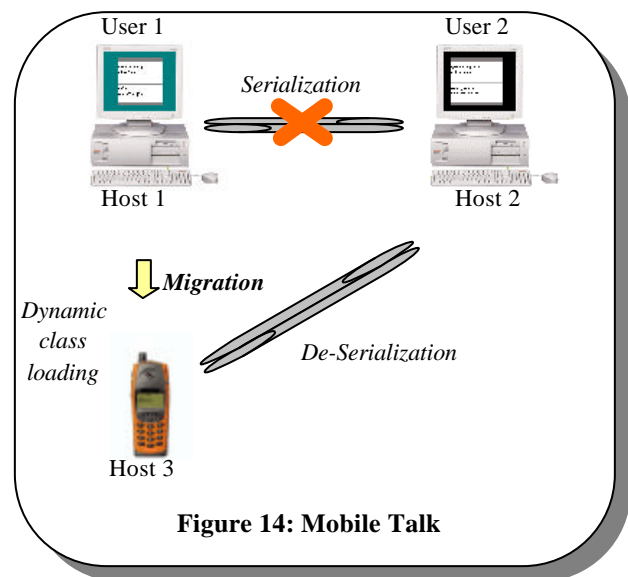 User 1
User 2
Serialization
Host 1
Host 2
Migration
Dynamic
class
loading
De-Serialization
Host 3
Figure 14: Mobile Talk